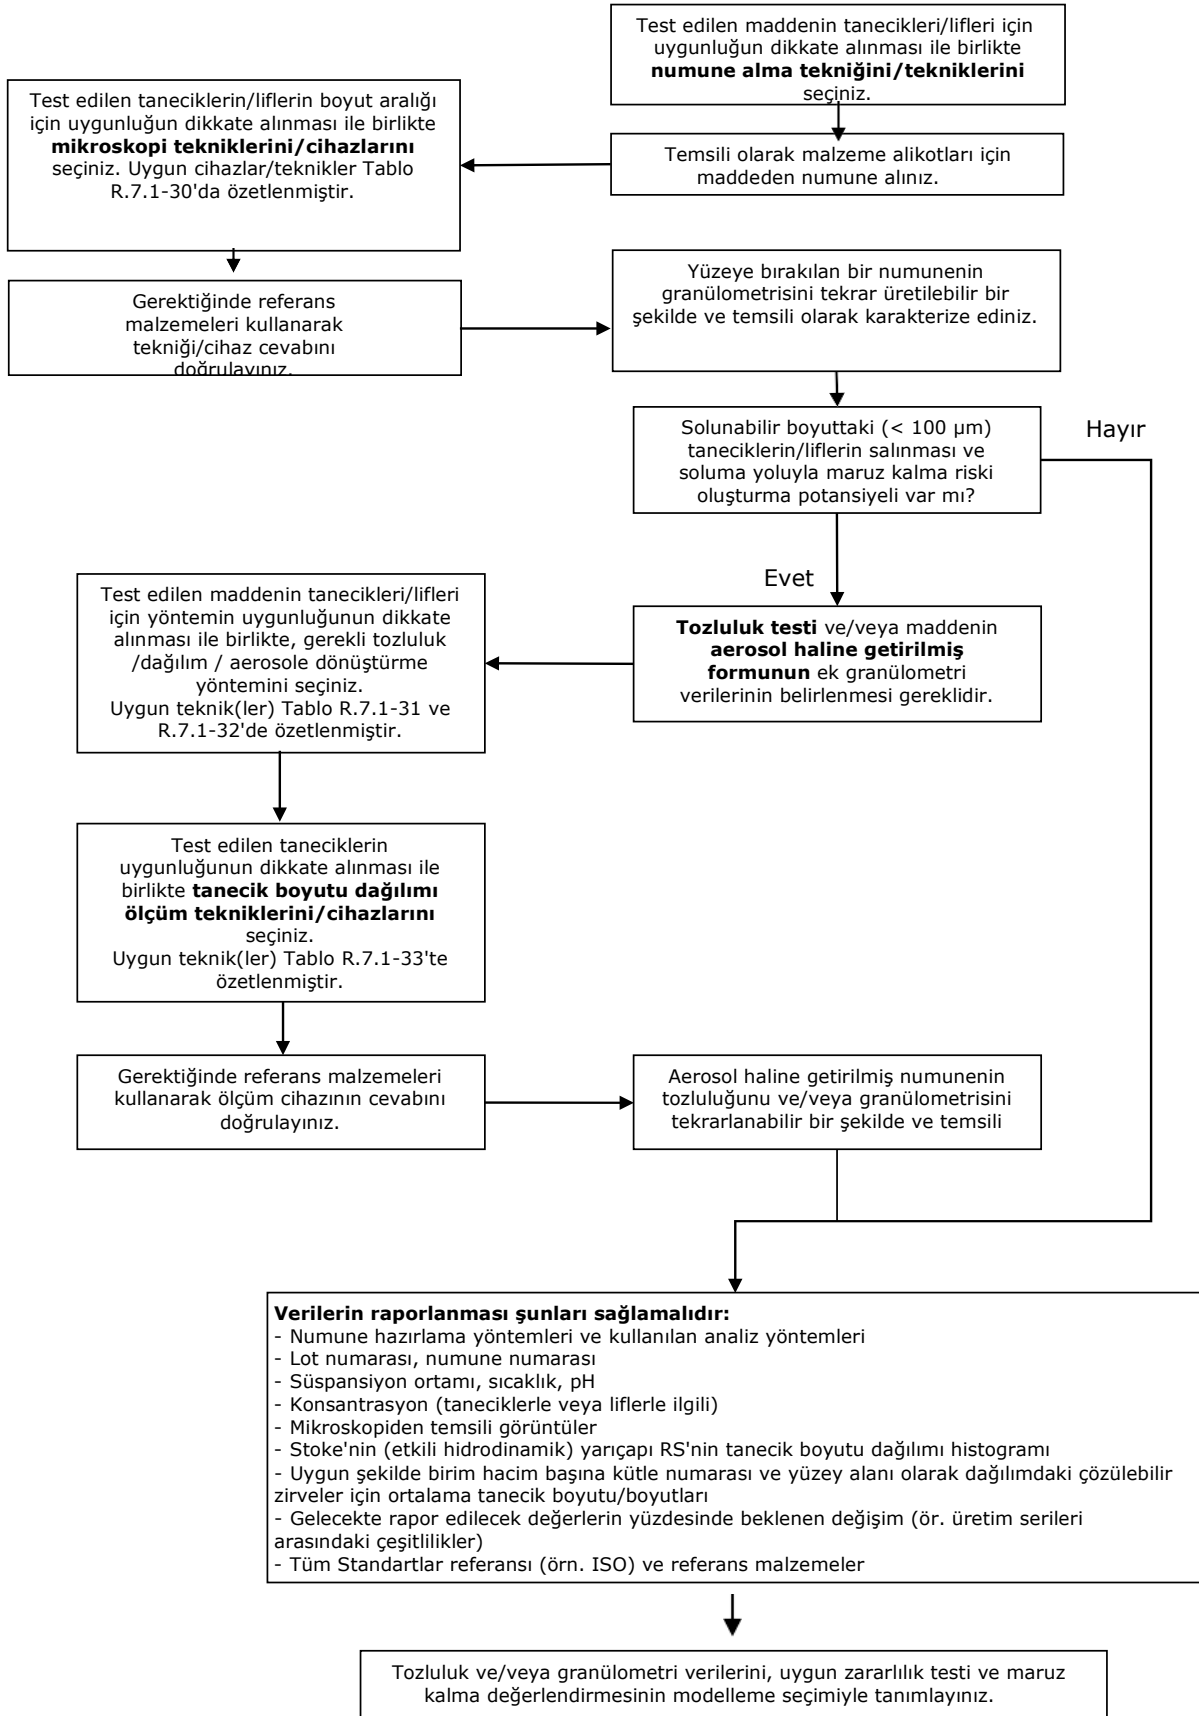 Test edilen maddenin tanecikleri/lifleri için
uygunluğun dikkate alınması ile birlikte
numune alma tekniğini/tekniklerini
seçiniz.
Temsili olarak malzeme alikotları için
maddeden numune alınız.
Test edilen taneciklerin/liflerin boyut aralığı
için uygunluğun dikkate alınması ile birlikte
mikroskopi tekniklerini/cihazlarını
seçiniz. Uygun cihazlar/teknikler Tablo
R.7.1-30'da özetlenmiştir.
Gerektiğinde referans
malzemeleri kullanarak
tekniği/cihaz cevabını
doğrulayınız.
Yüzeye bırakılan bir numunenin
granülometrisini tekrar üretilebilir bir
şekilde ve temsili olarak karakterize ediniz.
Solunabilir boyuttaki (< 100 µm)
taneciklerin/liflerin salınması ve
soluma yoluyla maruz kalma riski
oluşturma potansiyeli var mı?
Hayır
Evet
Tozluluk testi ve/veya maddenin
aerosol haline getirilmiş
formunun ek granülometri
verilerinin belirlenmesi gereklidir.
Test edilen maddenin tanecikleri/lifleri
için yöntemin uygunluğunun dikkate
alınması ile birlikte, gerekli tozluluk
/dağılım / aerosole dönüştürme
yöntemini seçiniz.
Uygun teknik(ler) Tablo R.7.1-31 ve
R.7.1-32'de özetlenmiştir.
Test edilen taneciklerin
uygunluğunun dikkate alınması ile
birlikte tanecik boyutu dağılımı
ölçüm tekniklerini/cihazlarını
seçiniz.
Uygun teknik(ler) Tablo R.7.1-33'te
özetlenmiştir.
Gerektiğinde referans malzemeleri
kullanarak ölçüm cihazının cevabını
doğrulayınız.
Aerosol haline getirilmiş numunenin
tozluluğunu ve/veya granülometrisini
tekrarlanabilir bir şekilde ve temsili
Verilerin raporlanması şunları sağlamalıdır:
- Numune hazırlama yöntemleri ve kullanılan analiz yöntemleri
- Lot numarası, numune numarası
- Süspansiyon ortamı, sıcaklık, pH
- Konsantrasyon (taneciklerle veya liflerle ilgili)
- Mikroskopiden temsili görüntüler
- Stoke'nin (etkili hidrodinamik) yarıçapı RS'nin tanecik boyutu dağılımı histogramı
- Uygun şekilde birim hacim başına kütle numarası ve yüzey alanı olarak dağılımdaki çözülebilir
zirveler için ortalama tanecik boyutu/boyutları
- Gelecekte rapor edilecek değerlerin yüzdesinde beklenen değişim (ör. üretim serileri
arasındaki çeşitlilikler)
- Tüm Standartlar referansı (örn. ISO) ve referans malzemeler
Tozluluk ve/veya granülometri verilerini, uygun zararlılık testi ve maruz
kalma değerlendirmesinin modelleme seçimiyle tanımlayınız.